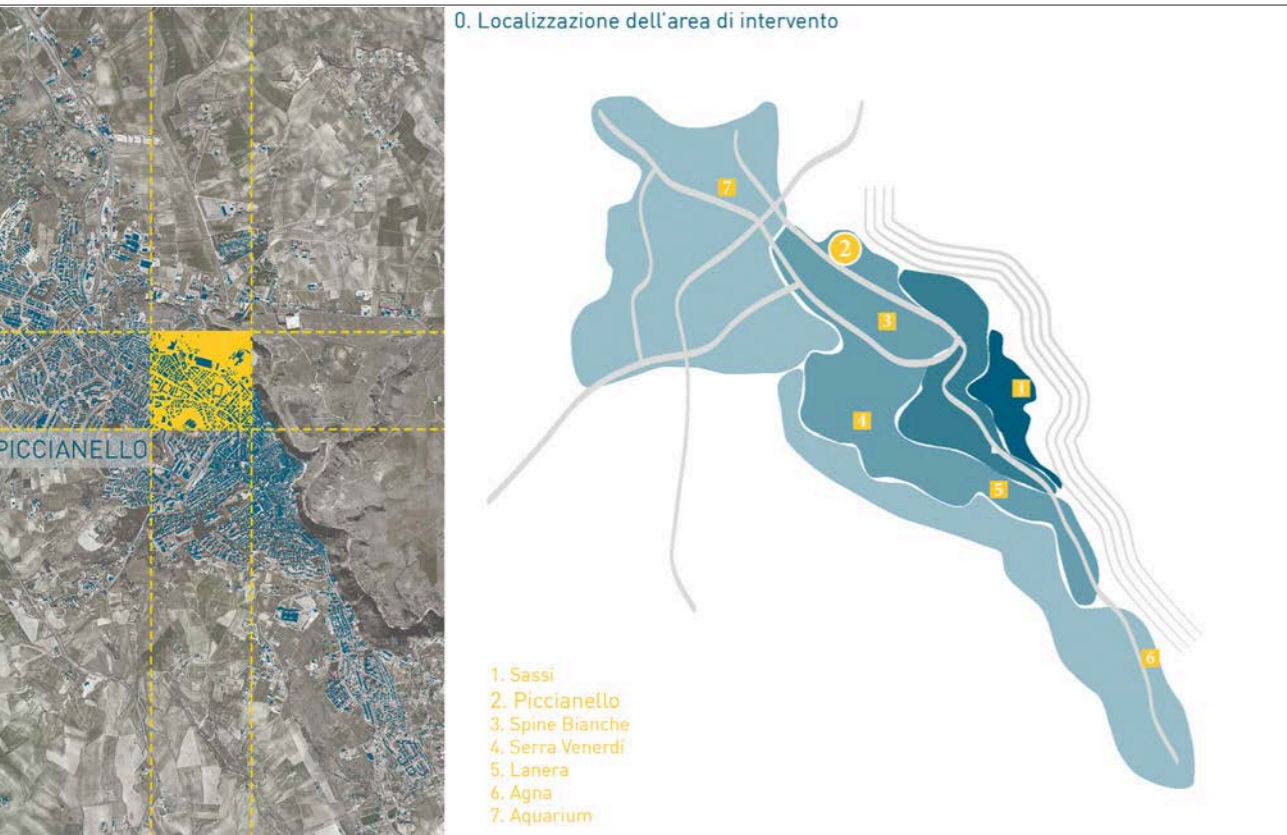 0. Localizzazione dell'area di intervento
7
2
3
1
4
5
6
PICCIANELLO
1. Sassi
2. Piccianello
3. Spine Bianche
4. Serra Venerdí
5. Lanera
6. Agna
7. Aquarium